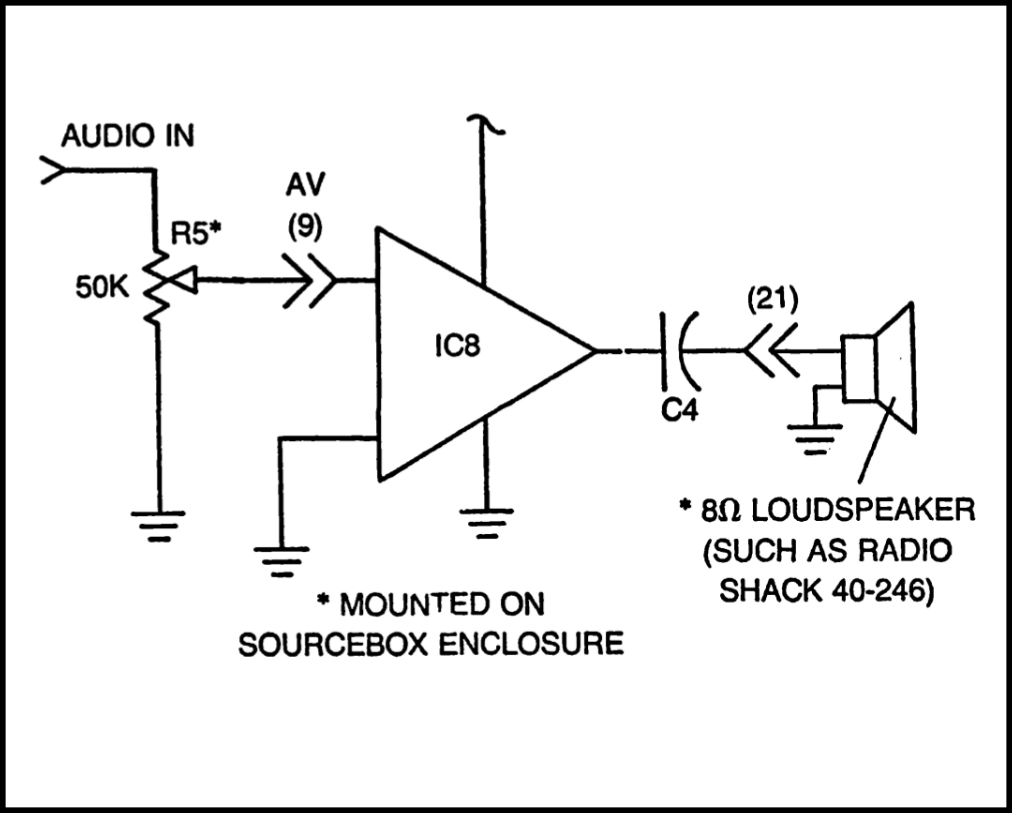 AUDIO IN
AV
(9)
R5*
50K
IC8
(21)
C4
* 8Ω LOUDSPEAKER
(SUCH AS RADIO
SHACK 40-246)
* MOUNTED ON
SOURCEBOX ENCLOSURE